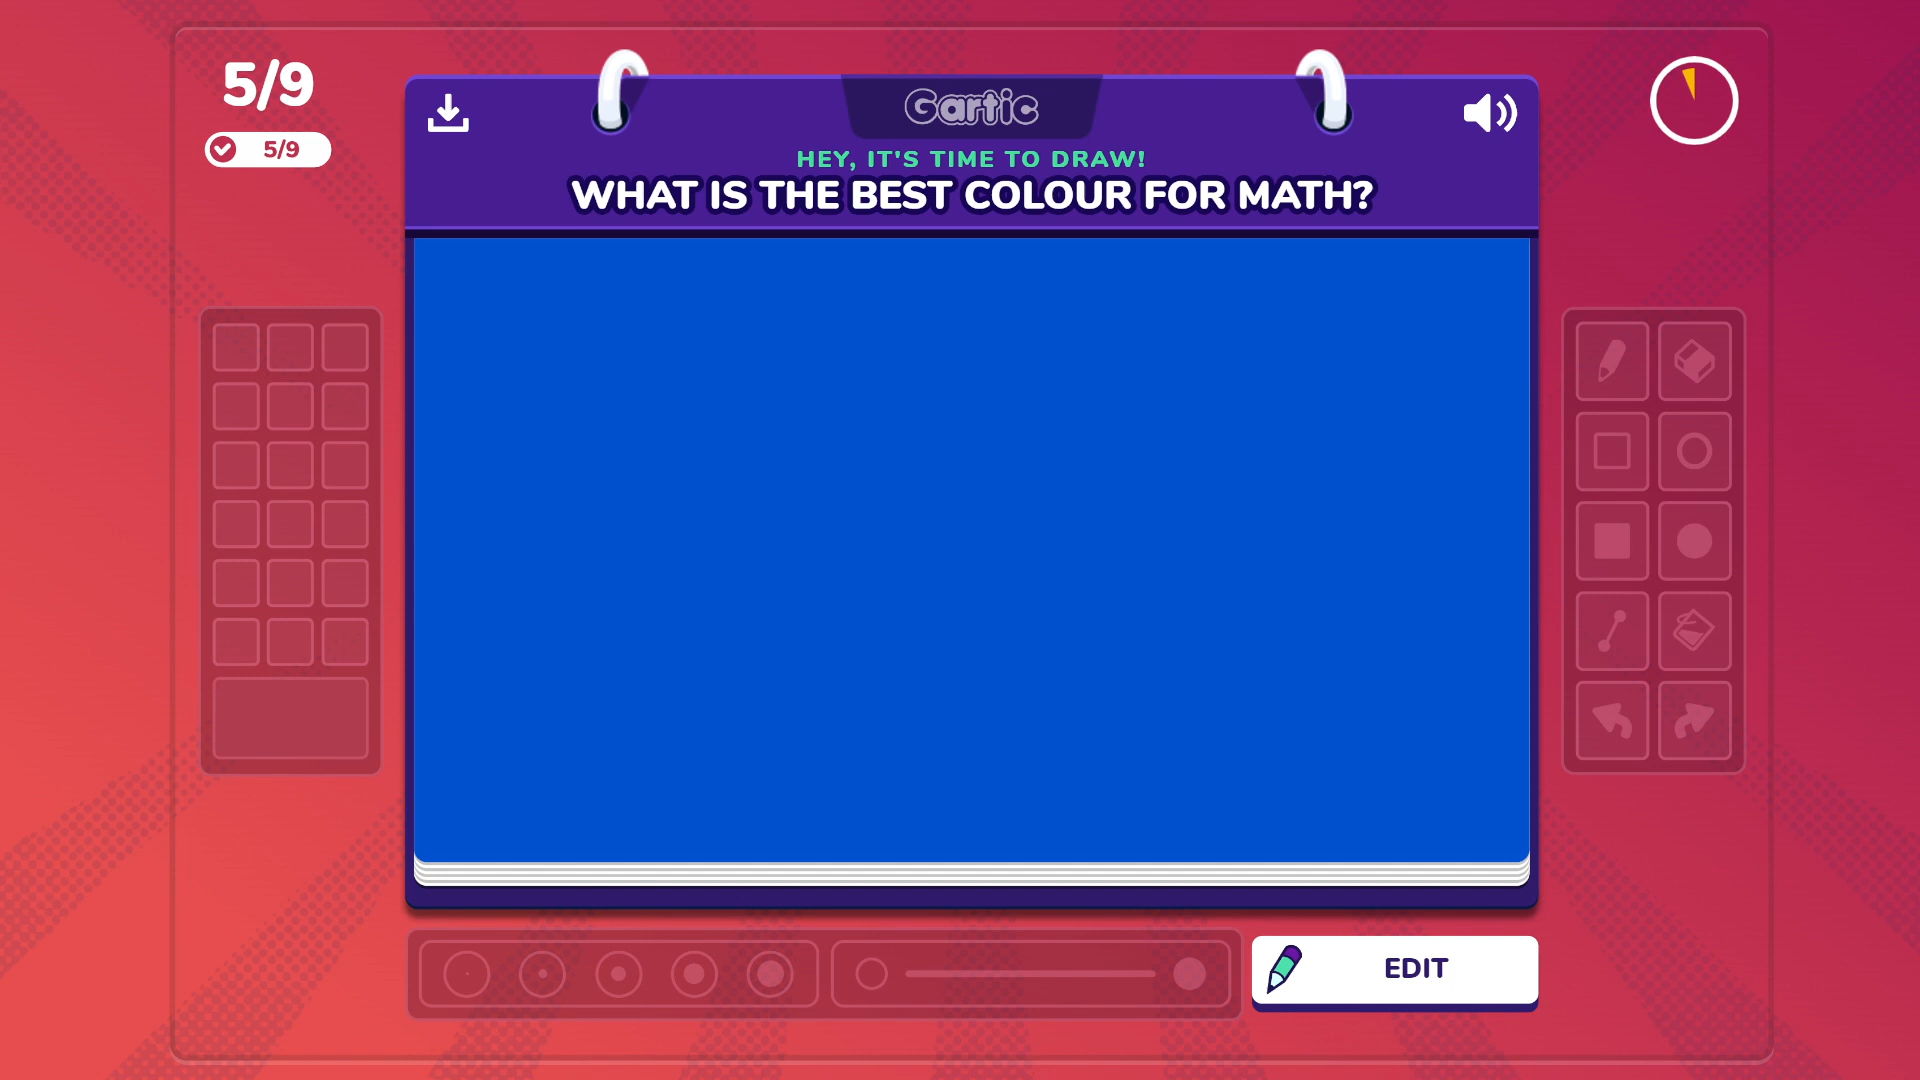 5/9
5/9
Gartic
HEY, IT'S TIME TO DRAW!
WHAT IS THE BEST COLOUR FOR MATH?
EDIT